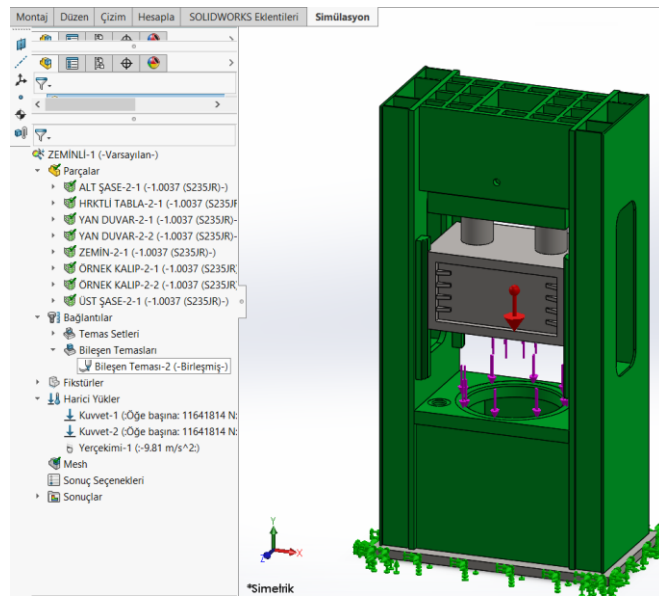 Montaj Düzen Çizim Hesapla SOLIDWORKS Eklentileri Simülasyon
ZEMİNLİ-1 (-Varsayılan-)
Parçalar
ALT ŞASE-2-1 (-1.0037 (S235JR)-)
HRKTLİ TABLA-2-1 (-1.0037 (S235JF
YAN DUVAR-2-1 (-1.0037 (S235JR)-
YAN DUVAR-2-2 (-1.0037 (S235JR)-
ZEMİN-2-1 (-1.0037 (S235JR)-)
ÖRNEK KALIP-2-1 (-1.0037 (S235JR
ÖRNEK KALIP-2-2 (-1.0037 (S235JR
ÜST ŞASE-2-1 (-1.0037 (S235JR)-)
Bağlantılar
Temas Setleri
Bileşen Temasları
Bileşen Teması-2 (-Birleşmiş-)
Fikstürler
Harici Yükler
Kuvvet-1 (:Öğe başına: 11641814 N:
Kuvvet-2 (:Öğe başına: 11641814 N:
Yerçekimi-1 (:-9.81 m/s^2:)
Mesh
Sonuç Seçenekleri
Sonuçlar
Y
Z X
*Simetrik